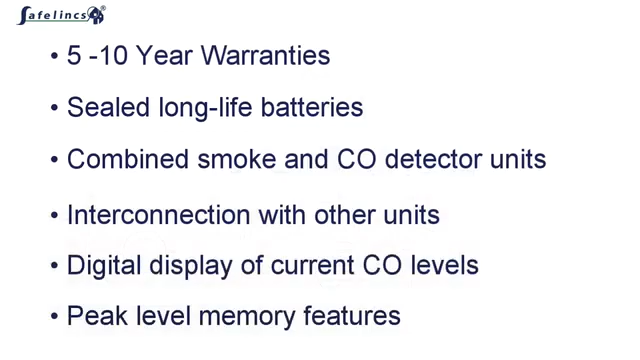 Safelincs®
• 5 -10 Year Warranties
• Sealed long-life batteries
• Combined smoke and CO detector units
• Interconnection with other units
• Digital display of current CO levels
• Peak level memory features